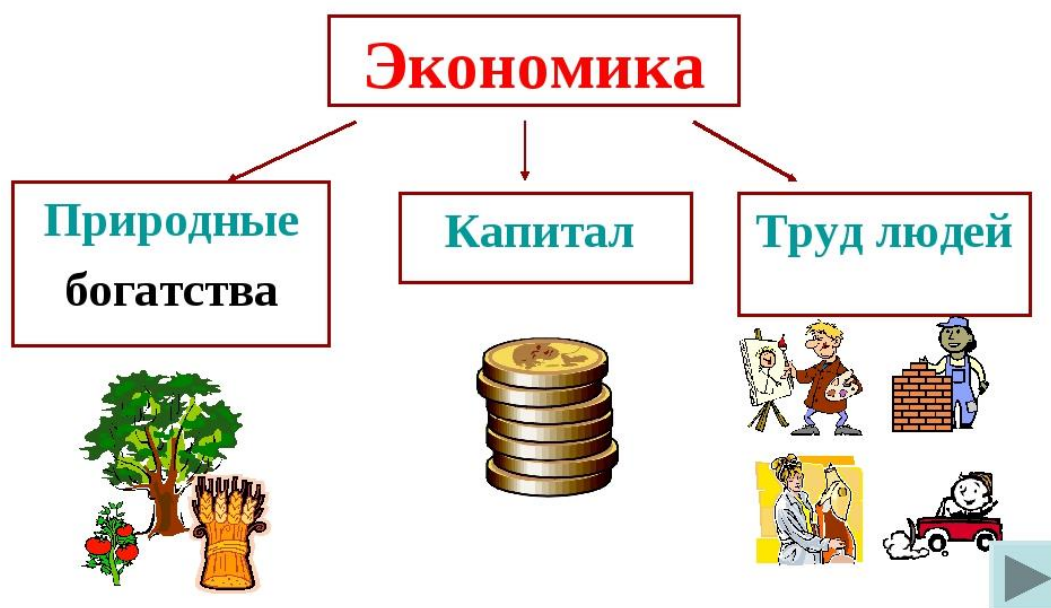 Экономика
Природные
богатства
Капитал
Труд людей